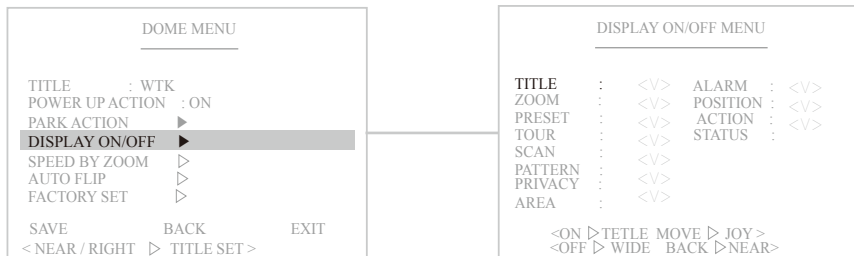 DOME MENU
TITLE : WTK
POWER UP ACTION : ON
PARK ACTION ▶
DISPLAY ON/OFF ▶
SPEED BY ZOOM ▷
AUTO FLIP ▷
FACTORY SET ▷
SAVE BACK EXIT
< NEAR / RIGHT ▷ TITLE SET >
DISPLAY ON/OFF MENU
TITLE : <V> ALARM : <V>
ZOOM : <V> POSITION : <V>
PRESET : <V> ACTION : <V>
TOUR : <V> STATUS :
SCAN : <V>
PATTERN : <V>
PRIVACY : <V>
AREA :
<ON ▷ TETLE MOVE ▷ JOY >
<OFF ▷ WIDE BACK ▷ NEAR>